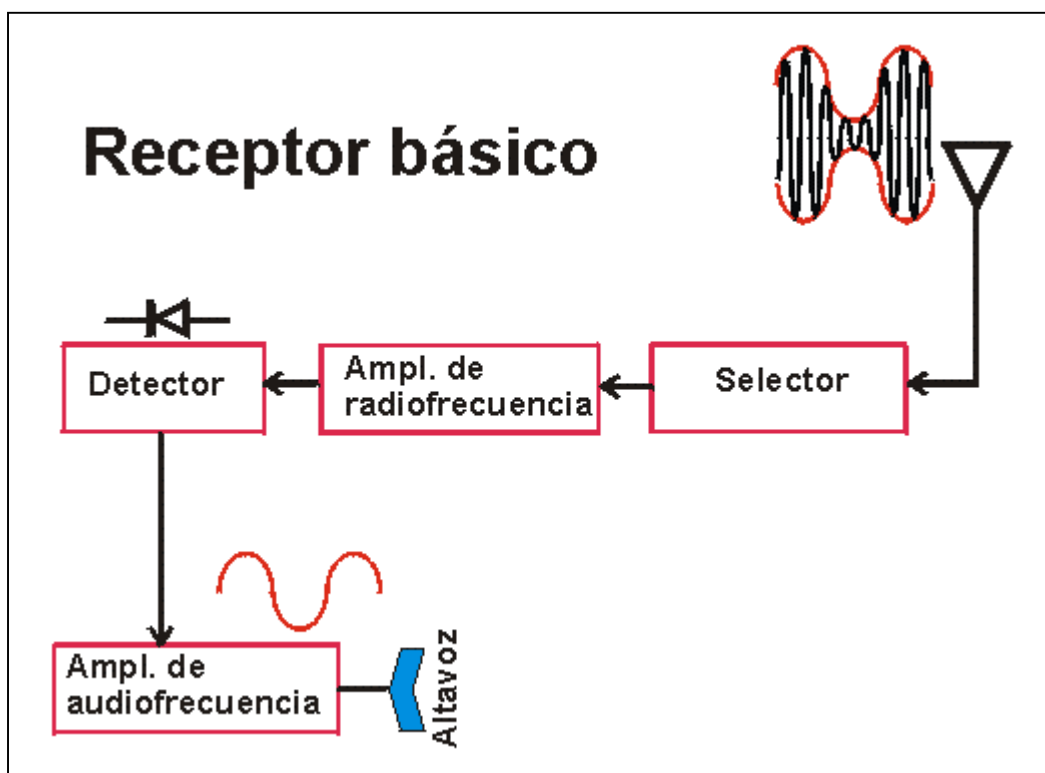 Receptor básico
Detector
Ampl. de
radiofrecuencia
Selector
Ampl. de
audiofrecuencia
Altavoz